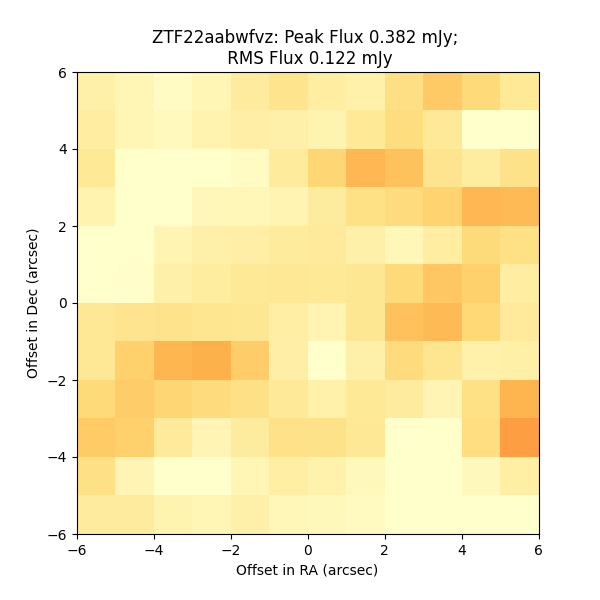 ZTF22aabwfvz: Peak Flux 0.382 mJy;
RMS Flux 0.122 mJy
6
4
2
0
−2
−4
−6
Offset in Dec (arcsec)
−6 −4 −2 0 2 4 6
Offset in RA (arcsec)